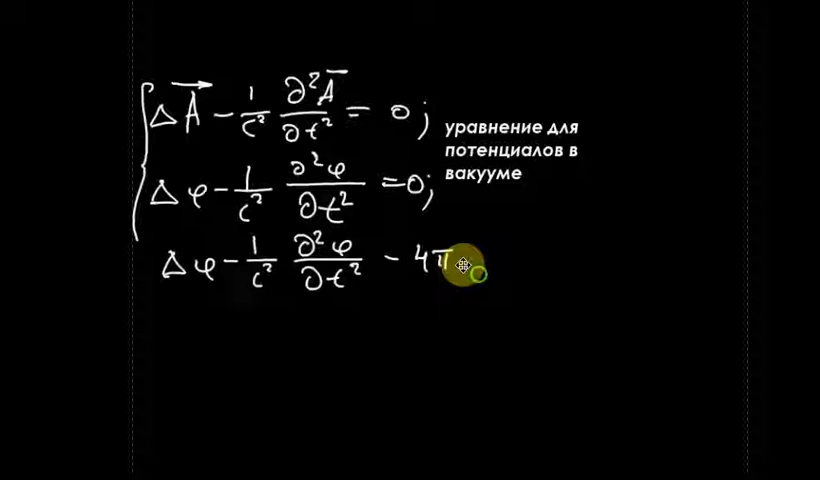 ΔA⃗ − 1/c² ∂²A̅/∂t² = 0;
уравнение для
потенциалов в
вакууме
Δφ − 1/c² ∂²φ/∂t² = 0;
Δφ − 1/c² ∂²φ/∂t² − 4π